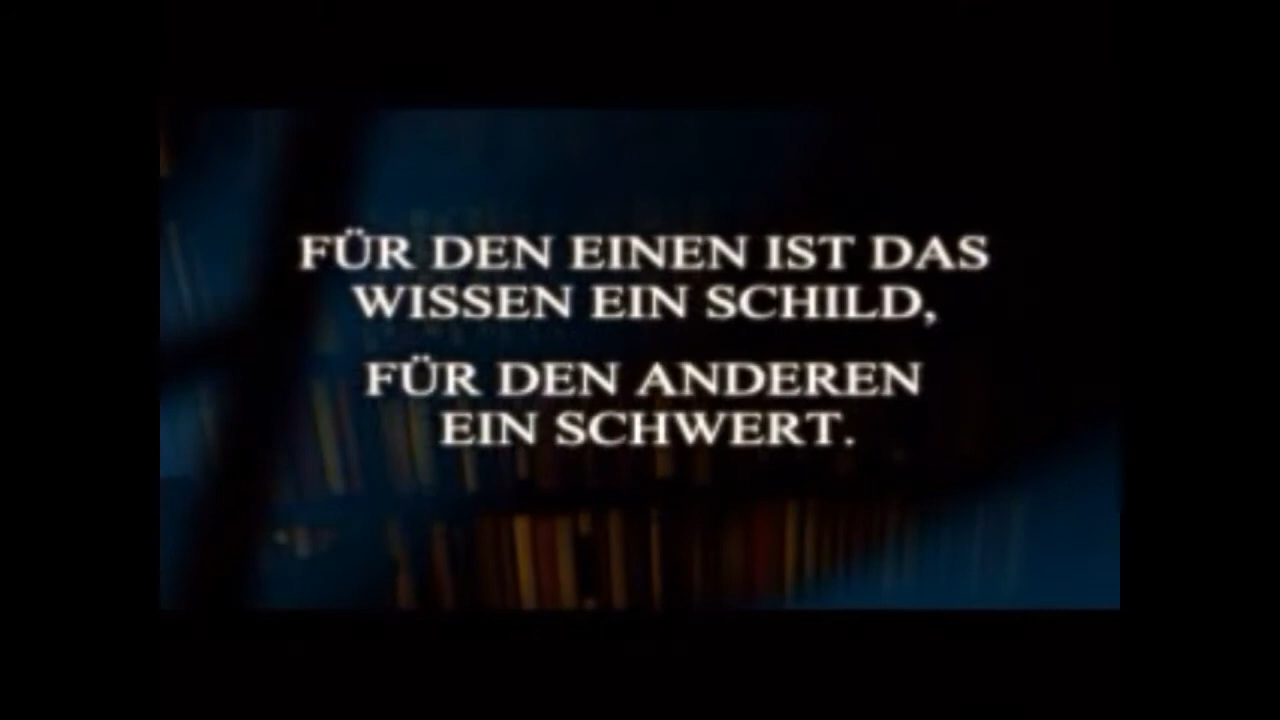 FÜR DEN EINEN IST DAS
WISSEN EIN SCHILD,
FÜR DEN ANDEREN
EIN SCHWERT.